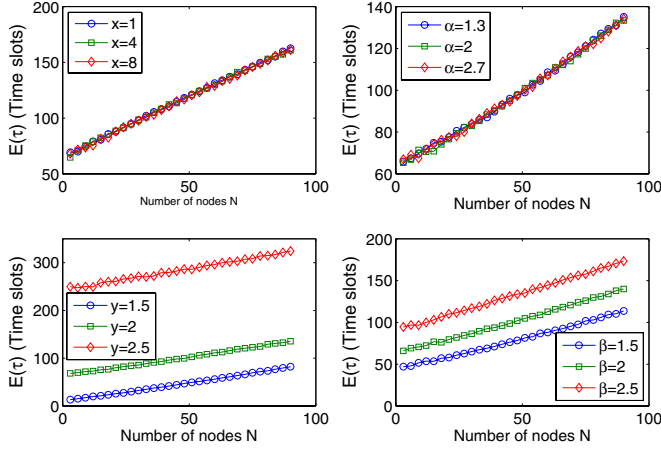 200
150
100
50
E(τ) (Time slots)
x=1
x=4
x=8
0
50
100
Number of nodes N
140
120
100
80
60
E(τ) (Time slots)
α=1.3
α=2
α=2.7
0
50
100
Number of nodes N
300
200
100
0
E(τ) (Time slots)
y=1.5
y=2
y=2.5
0
50
100
Number of nodes N
200
150
100
50
0
E(τ) (Time slots)
β=1.5
β=2
β=2.5
0
50
100
Number of nodes N